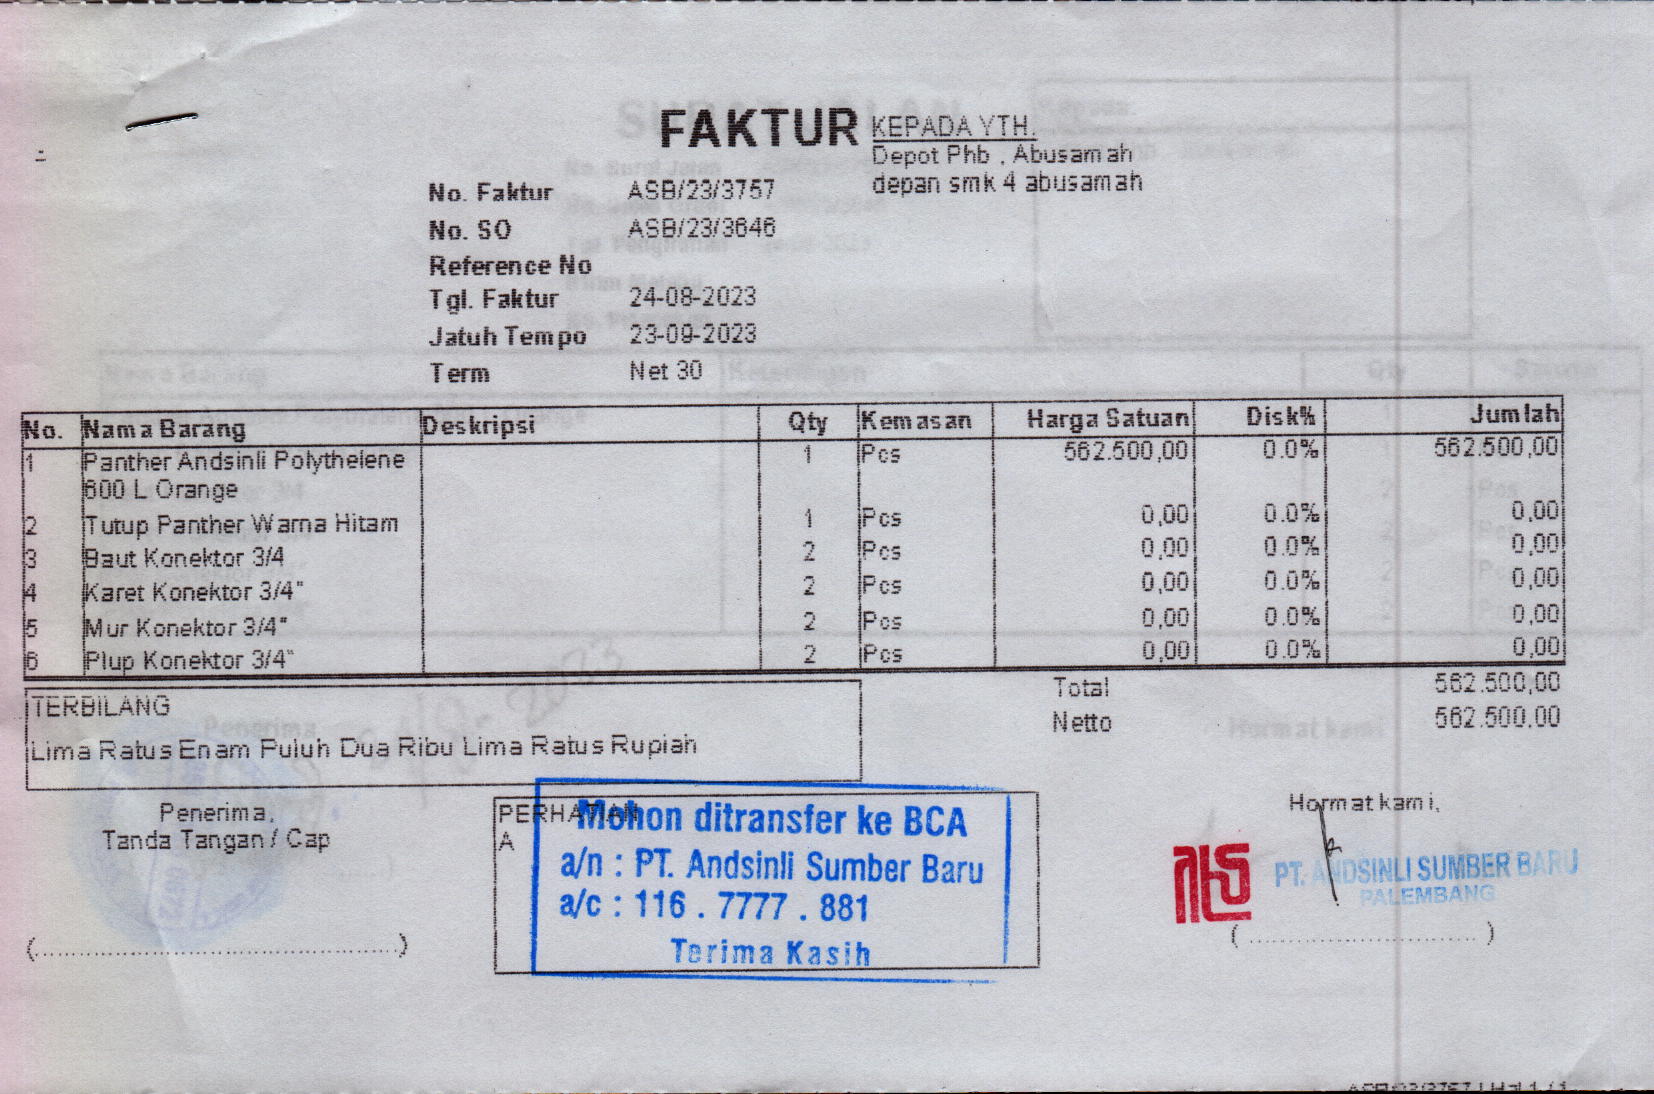 FAKTUR
KEPADA YTH.
Depot Phb , Abusamah
depan smk 4 abusamah
No. Faktur ASB/23/3757
No. SO ASB/23/3646
Reference No
Tgl. Faktur 24-08-2023
Jatuh Tempo 23-09-2023
Term Net 30
No. Nama Barang Deskripsi Qty Kemasan Harga Satuan Disk% Jumlah
1 Panther Andsinli Polythelene 1 Pcs 562.500,00 0.0% 562.500,00
600 L Orange
2 Tutup Panther Warna Hitam 1 Pcs 0,00 0.0% 0,00
3 Baut Konektor 3/4 2 Pcs 0,00 0.0% 0,00
4 Karet Konektor 3/4" 2 Pcs 0,00 0.0% 0,00
5 Mur Konektor 3/4" 2 Pcs 0,00 0.0% 0,00
6 Plup Konektor 3/4" 2 Pcs 0,00 0.0% 0,00
Total 562.500,00
Netto 562.500.00
TERBILANG
Lima Ratus Enam Puluh Dua Ribu Lima Ratus Rupiah
Penerima,
Tanda Tangan / Cap
PERHATIAN
A
Mohon ditransfer ke BCA
a/n : PT. Andsinli Sumber Baru
a/c : 116 . 7777 . 881
Terima Kasih
Hormat kami,
PT. ANDSINLI SUMBER BARU
PALEMBANG
(..........................................)
( .............................. )
ASB/23/3757 | Hal 1 / 1